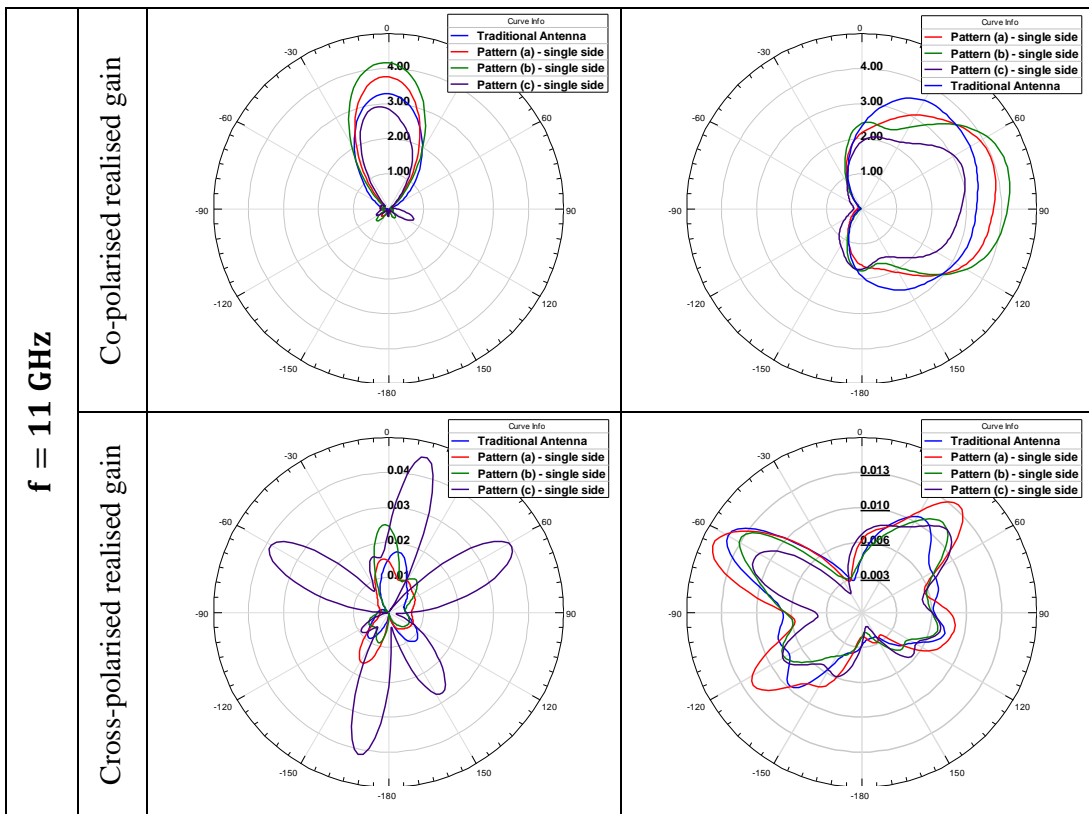 f = 11 GHz
Co-polarised realised gain
Curve Info
Traditional Antenna
Pattern (a) - single side
Pattern (b) - single side
Pattern (c) - single side
0
-30
-60
60
-90
90
-120
120
-150
150
-180
4.00
3.00
2.00
1.00
Curve Info
Pattern (a) - single side
Pattern (b) - single side
Pattern (c) - single side
Traditional Antenna
0
-30
-60
60
-90
90
-120
120
-150
150
-180
4.00
3.00
2.00
1.00
Cross-polarised realised gain
Curve Info
Traditional Antenna
Pattern (a) - single side
Pattern (b) - single side
Pattern (c) - single side
0
-30
-60
60
-90
90
-120
120
-150
150
-180
0.04
0.03
0.02
Curve Info
Traditional Antenna
Pattern (a) - single side
Pattern (b) - single side
Pattern (c) - single side
0
-30
-60
60
-90
90
-120
120
-150
150
-180
0.013
0.010
0.006
0.003